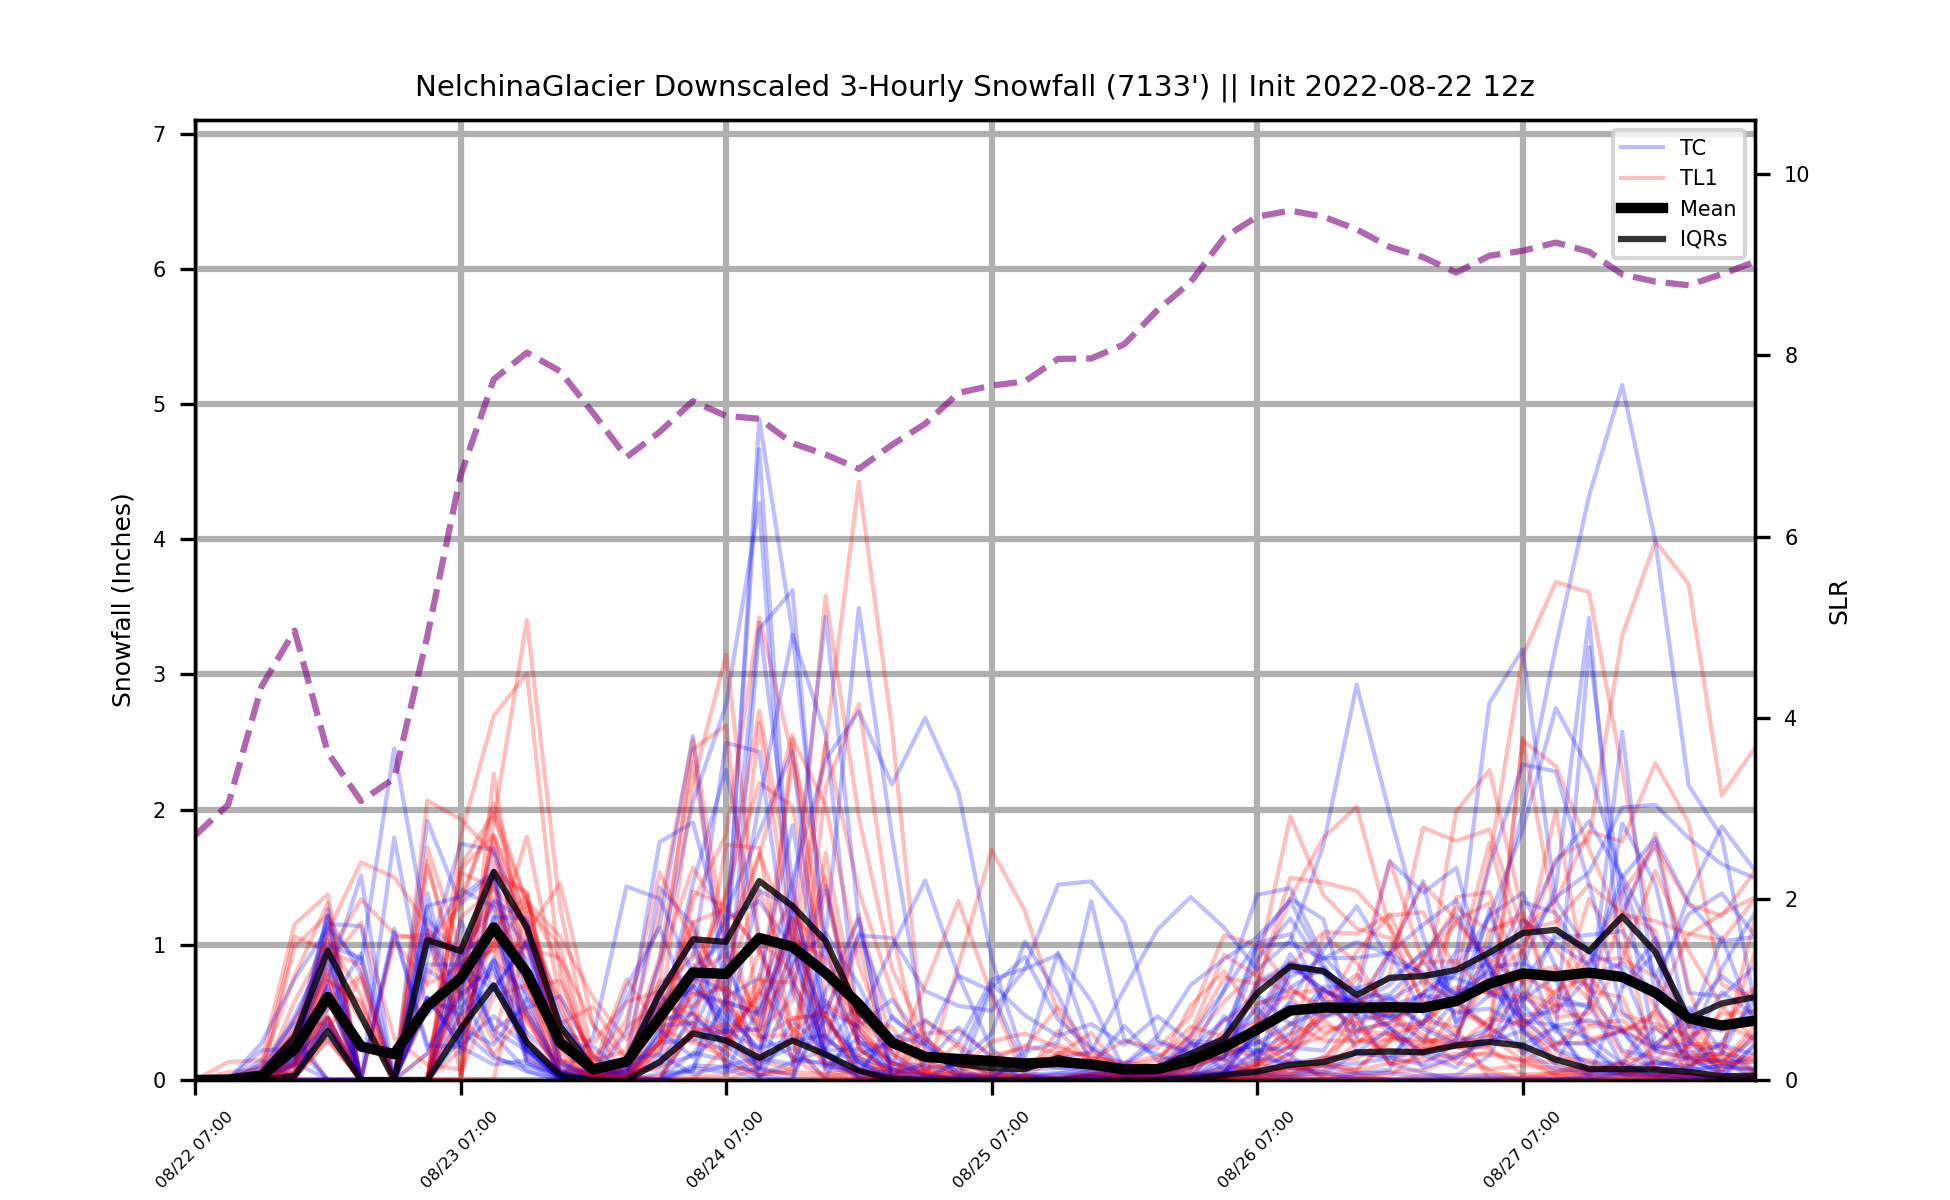 NelchinaGlacier Downscaled 3-Hourly Snowfall (7133') || Init 2022-08-22 12z
TC
TL1
Mean
IQRs
Snowfall (Inches)
7
6
5
4
3
2
1
0
SLR
10
8
6
4
2
0
08/22 07:00
08/23 07:00
08/24 07:00
08/25 07:00
08/26 07:00
08/27 07:00